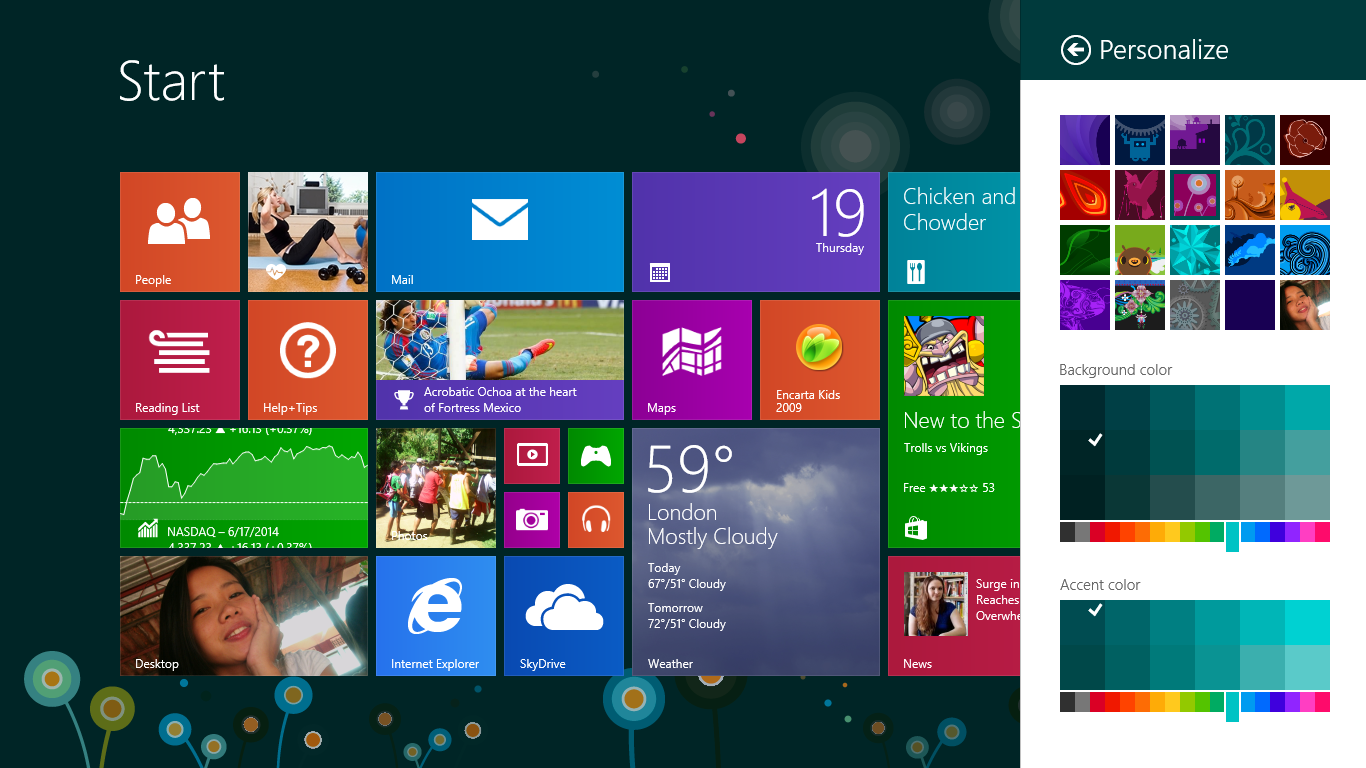 Start
Personalize
19
Thursday
Chicken and
Chowder
People
Mail
Reading List
Help+Tips
Acrobatic Ochoa at the heart
of Fortress Mexico
Maps
Encarta Kids
2009
New to the S
Trolls vs Vikings
Free ★★★☆☆ 53
4,337.23 ▲ +16.13 (+0.37%)
NASDAQ – 6/17/2014
4,337.23 ▲ +16.13 (+0.37%)
Photos
59°
London
Mostly Cloudy
Today
67°/51° Cloudy
Tomorrow
72°/51° Cloudy
Weather
Desktop
Internet Explorer
SkyDrive
Surge in
Reaches
Overwhe
News
Background color
Accent color